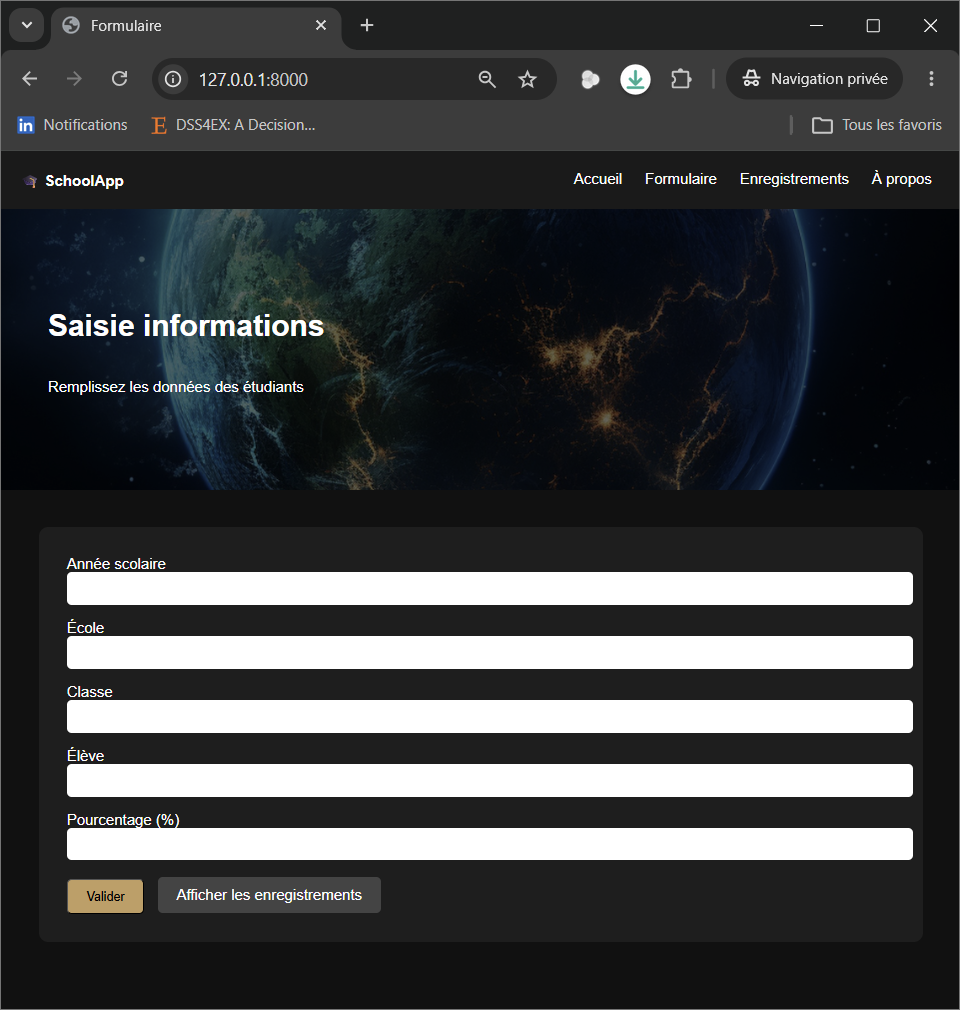 Formulaire
127.0.0.1:8000
Navigation privée
Notifications
DSS4EX: A Decision...
Tous les favoris
SchoolApp
Accueil
Formulaire
Enregistrements
À propos
Saisie informations
Remplissez les données des étudiants
Année scolaire
École
Classe
Élève
Pourcentage (%)
Valider
Afficher les enregistrements